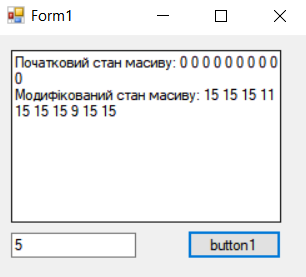 Form1
Початковий стан масиву: 0 0 0 0 0 0 0 0 0
0
Модифікований стан масиву: 15 15 15 11
15 15 15 9 15 15
5
button1